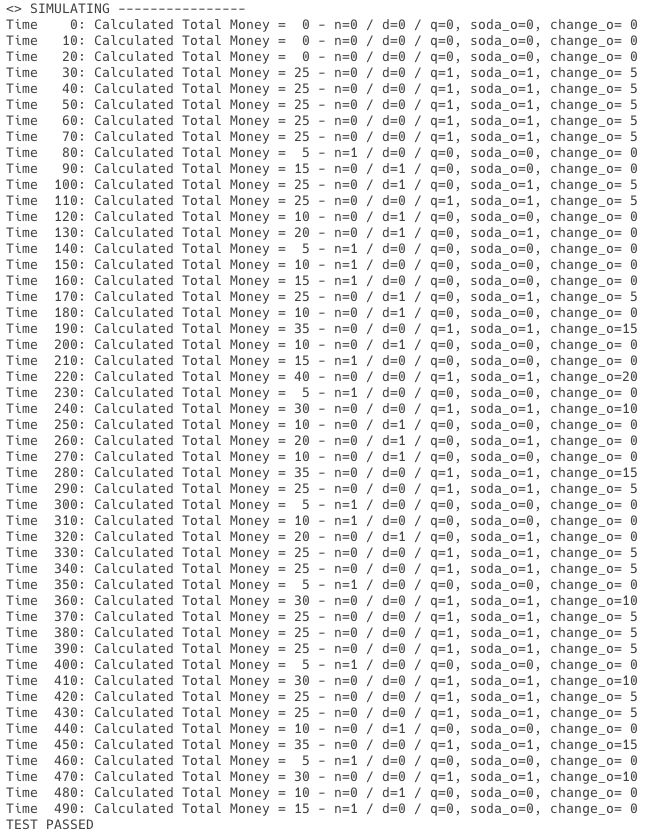 <> SIMULATING ----------------
Time    0: Calculated Total Money =  0 - n=0 / d=0 / q=0, soda_o=0, change_o= 0
Time   10: Calculated Total Money =  0 - n=0 / d=0 / q=0, soda_o=0, change_o= 0
Time   20: Calculated Total Money =  0 - n=0 / d=0 / q=0, soda_o=0, change_o= 0
Time   30: Calculated Total Money = 25 - n=0 / d=0 / q=1, soda_o=1, change_o= 5
Time   40: Calculated Total Money = 25 - n=0 / d=0 / q=1, soda_o=1, change_o= 5
Time   50: Calculated Total Money = 25 - n=0 / d=0 / q=1, soda_o=1, change_o= 5
Time   60: Calculated Total Money = 25 - n=0 / d=0 / q=1, soda_o=1, change_o= 5
Time   70: Calculated Total Money = 25 - n=0 / d=0 / q=1, soda_o=1, change_o= 5
Time   80: Calculated Total Money =  5 - n=1 / d=0 / q=0, soda_o=0, change_o= 0
Time   90: Calculated Total Money = 15 - n=0 / d=1 / q=0, soda_o=0, change_o= 0
Time  100: Calculated Total Money = 25 - n=0 / d=1 / q=0, soda_o=1, change_o= 5
Time  110: Calculated Total Money = 25 - n=0 / d=0 / q=1, soda_o=1, change_o= 5
Time  120: Calculated Total Money = 10 - n=0 / d=1 / q=0, soda_o=0, change_o= 0
Time  130: Calculated Total Money = 20 - n=0 / d=1 / q=0, soda_o=1, change_o= 0
Time  140: Calculated Total Money =  5 - n=1 / d=0 / q=0, soda_o=0, change_o= 0
Time  150: Calculated Total Money = 10 - n=1 / d=0 / q=0, soda_o=0, change_o= 0
Time  160: Calculated Total Money = 15 - n=1 / d=0 / q=0, soda_o=0, change_o= 0
Time  170: Calculated Total Money = 25 - n=0 / d=1 / q=0, soda_o=1, change_o= 5
Time  180: Calculated Total Money = 10 - n=0 / d=1 / q=0, soda_o=0, change_o= 0
Time  190: Calculated Total Money = 35 - n=0 / d=0 / q=1, soda_o=1, change_o=15
Time  200: Calculated Total Money = 10 - n=0 / d=1 / q=0, soda_o=0, change_o= 0
Time  210: Calculated Total Money = 15 - n=1 / d=0 / q=0, soda_o=0, change_o= 0
Time  220: Calculated Total Money = 40 - n=0 / d=0 / q=1, soda_o=1, change_o=20
Time  230: Calculated Total Money =  5 - n=1 / d=0 / q=0, soda_o=0, change_o= 0
Time  240: Calculated Total Money = 30 - n=0 / d=0 / q=1, soda_o=1, change_o=10
Time  250: Calculated Total Money = 10 - n=0 / d=1 / q=0, soda_o=0, change_o= 0
Time  260: Calculated Total Money = 20 - n=0 / d=1 / q=0, soda_o=1, change_o= 0
Time  270: Calculated Total Money = 10 - n=0 / d=1 / q=0, soda_o=0, change_o= 0
Time  280: Calculated Total Money = 35 - n=0 / d=0 / q=1, soda_o=1, change_o=15
Time  290: Calculated Total Money = 25 - n=0 / d=0 / q=1, soda_o=1, change_o= 5
Time  300: Calculated Total Money =  5 - n=1 / d=0 / q=0, soda_o=0, change_o= 0
Time  310: Calculated Total Money = 10 - n=1 / d=0 / q=0, soda_o=0, change_o= 0
Time  320: Calculated Total Money = 20 - n=0 / d=1 / q=0, soda_o=1, change_o= 0
Time  330: Calculated Total Money = 25 - n=0 / d=0 / q=1, soda_o=1, change_o= 5
Time  340: Calculated Total Money = 25 - n=0 / d=0 / q=1, soda_o=1, change_o= 5
Time  350: Calculated Total Money =  5 - n=1 / d=0 / q=0, soda_o=0, change_o= 0
Time  360: Calculated Total Money = 30 - n=0 / d=0 / q=1, soda_o=1, change_o=10
Time  370: Calculated Total Money = 25 - n=0 / d=0 / q=1, soda_o=1, change_o= 5
Time  380: Calculated Total Money = 25 - n=0 / d=0 / q=1, soda_o=1, change_o= 5
Time  390: Calculated Total Money = 25 - n=0 / d=0 / q=1, soda_o=1, change_o= 5
Time  400: Calculated Total Money =  5 - n=1 / d=0 / q=0, soda_o=0, change_o= 0
Time  410: Calculated Total Money = 30 - n=0 / d=0 / q=1, soda_o=1, change_o=10
Time  420: Calculated Total Money = 25 - n=0 / d=0 / q=1, soda_o=1, change_o= 5
Time  430: Calculated Total Money = 25 - n=0 / d=0 / q=1, soda_o=1, change_o= 5
Time  440: Calculated Total Money = 10 - n=0 / d=1 / q=0, soda_o=0, change_o= 0
Time  450: Calculated Total Money = 35 - n=0 / d=0 / q=1, soda_o=1, change_o=15
Time  460: Calculated Total Money =  5 - n=1 / d=0 / q=0, soda_o=0, change_o= 0
Time  470: Calculated Total Money = 30 - n=0 / d=0 / q=1, soda_o=1, change_o=10
Time  480: Calculated Total Money = 10 - n=0 / d=1 / q=0, soda_o=0, change_o= 0
Time  490: Calculated Total Money = 15 - n=1 / d=0 / q=0, soda_o=0, change_o= 0
TEST PASSED